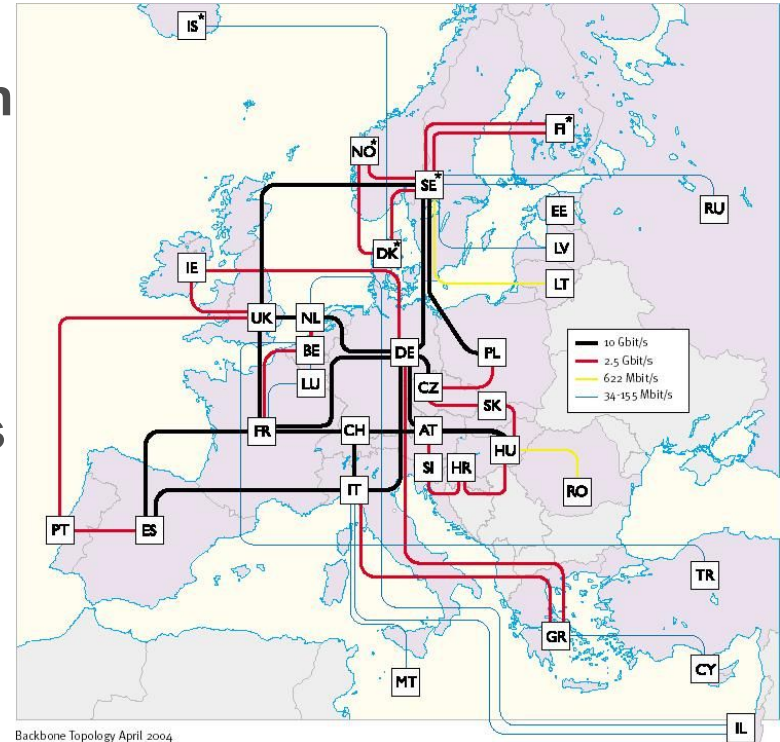 IS*
n
NO*
FI*
SE*
EE
RU
DK*
LV
IE
LT
UK
NL
BE
DE
PL
10 Gbit/s
2.5 Gbit/s
622 Mbit/s
34-155 Mbit/s
LU
CZ
SK
s
FR
CH
AT
HU
SI
HR
IT
RO
PT
ES
TR
GR
CY
MT
IL
Backbone Topology April 2004